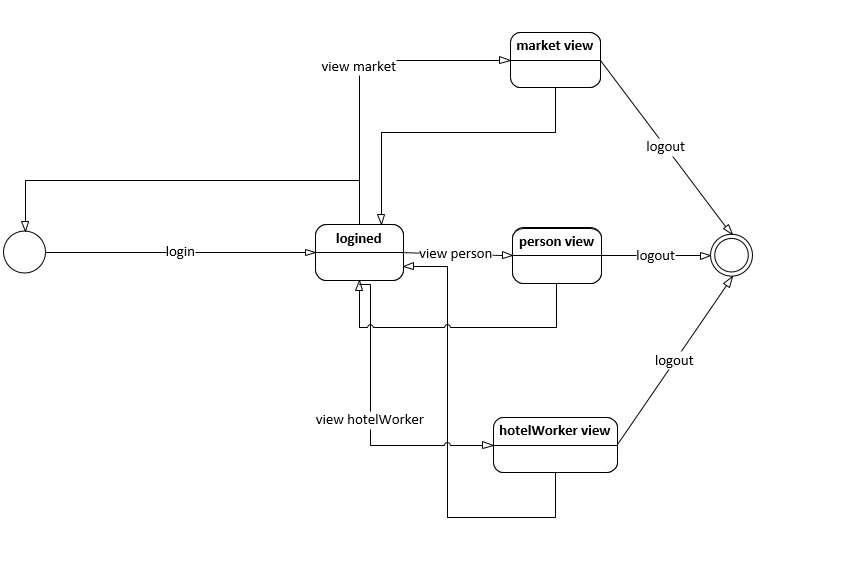 market view
view market
logout
logined
login
view person
person view
logout
logout
view hotelWorker
hotelWorker view